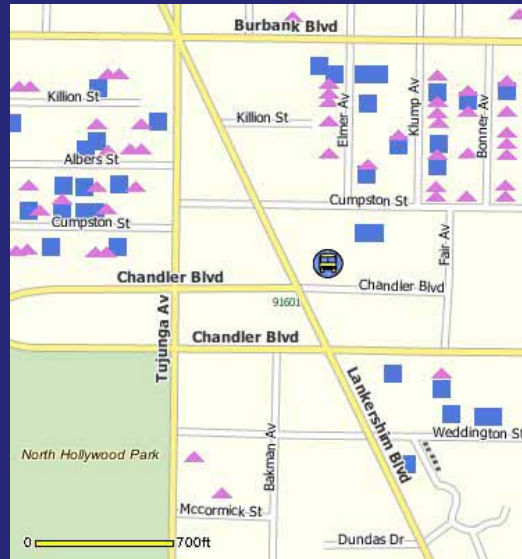 Burbank Blvd
Killion St
Killion St
Elmer Av
Klump Av
Bonner Av
Albers St
Cumpston St
Cumpston St
Fair Av
Chandler Blvd
Chandler Blvd
91601
Tujunga Av
Chandler Blvd
Lankershim Blvd
Bakman Av
Weddington St
North Hollywood Park
Mccormick St
0 700ft
Dundas Dr